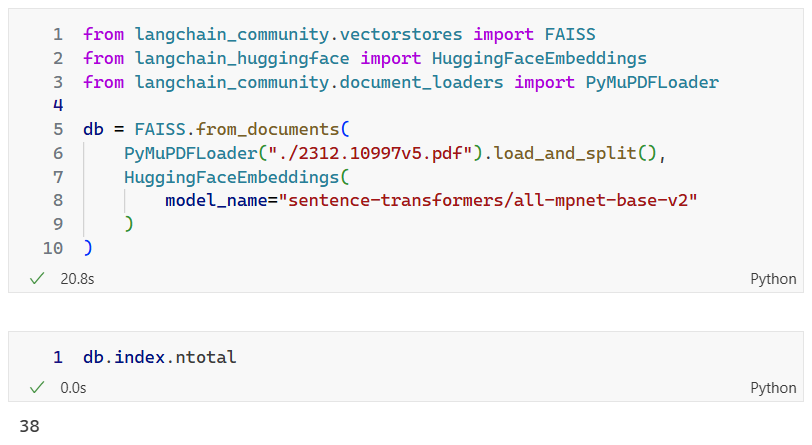 1 from langchain_community.vectorstores import FAISS
2 from langchain_huggingface import HuggingFaceEmbeddings
3 from langchain_community.document_loaders import PyMuPDFLoader
4
5 db = FAISS.from_documents(
6     PyMuPDFLoader("./2312.10997v5.pdf").load_and_split(),
7     HuggingFaceEmbeddings(
8         model_name="sentence-transformers/all-mpnet-base-v2"
9     )
10 )
✓ 20.8s Python
1 db.index.ntotal
✓ 0.0s Python
38